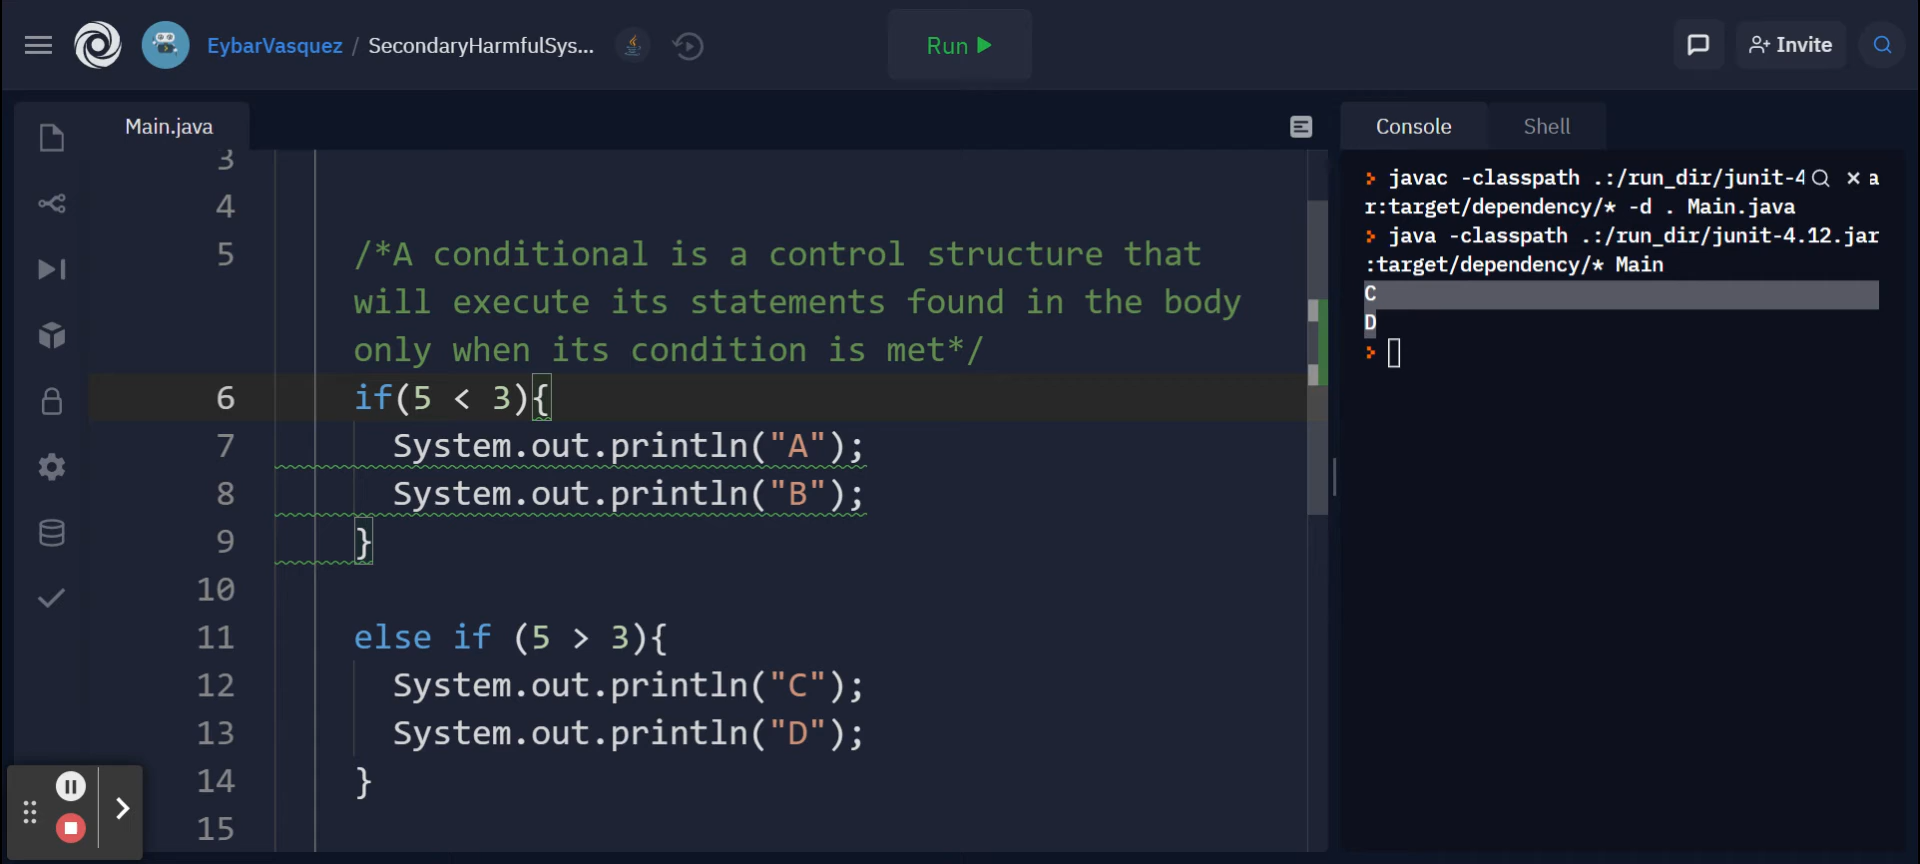 EybarVasquez / SecondaryHarmfulSys...
Run
Invite
Main.java
Console
Shell
3
4
5 /*A conditional is a control structure that
will execute its statements found in the body
only when its condition is met*/
6 if(5 < 3){
7 System.out.println("A");
8 System.out.println("B");
9 }
10
11 else if (5 > 3){
12 System.out.println("C");
13 System.out.println("D");
14 }
15
javac -classpath .:/run_dir/junit-4 a
r:target/dependency/* -d . Main.java
java -classpath .:/run_dir/junit-4.12.jar
:target/dependency/* Main
C
D